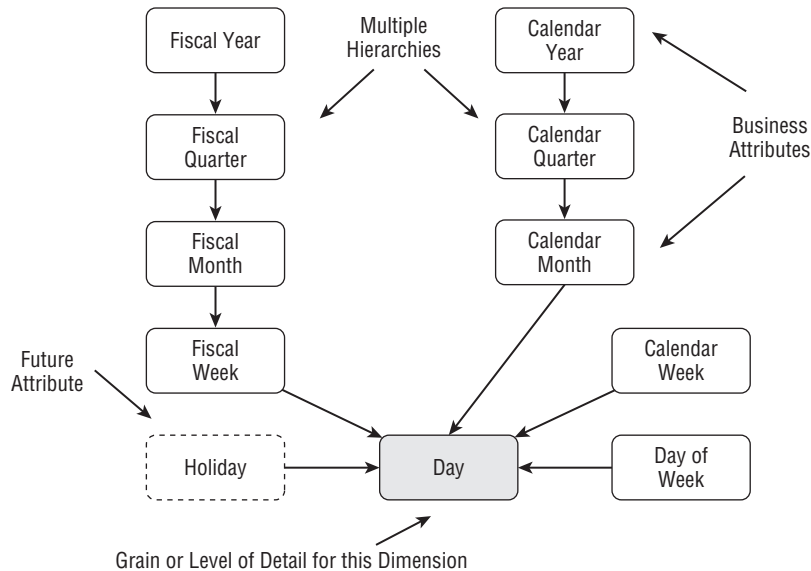 Fiscal Year
Multiple
Hierarchies
Calendar
Year
Fiscal
Quarter
Calendar
Quarter
Business
Attributes
Fiscal
Month
Calendar
Month
Future
Attribute
Fiscal
Week
Calendar
Week
Holiday
Day
Day of
Week
Grain or Level of Detail for this Dimension